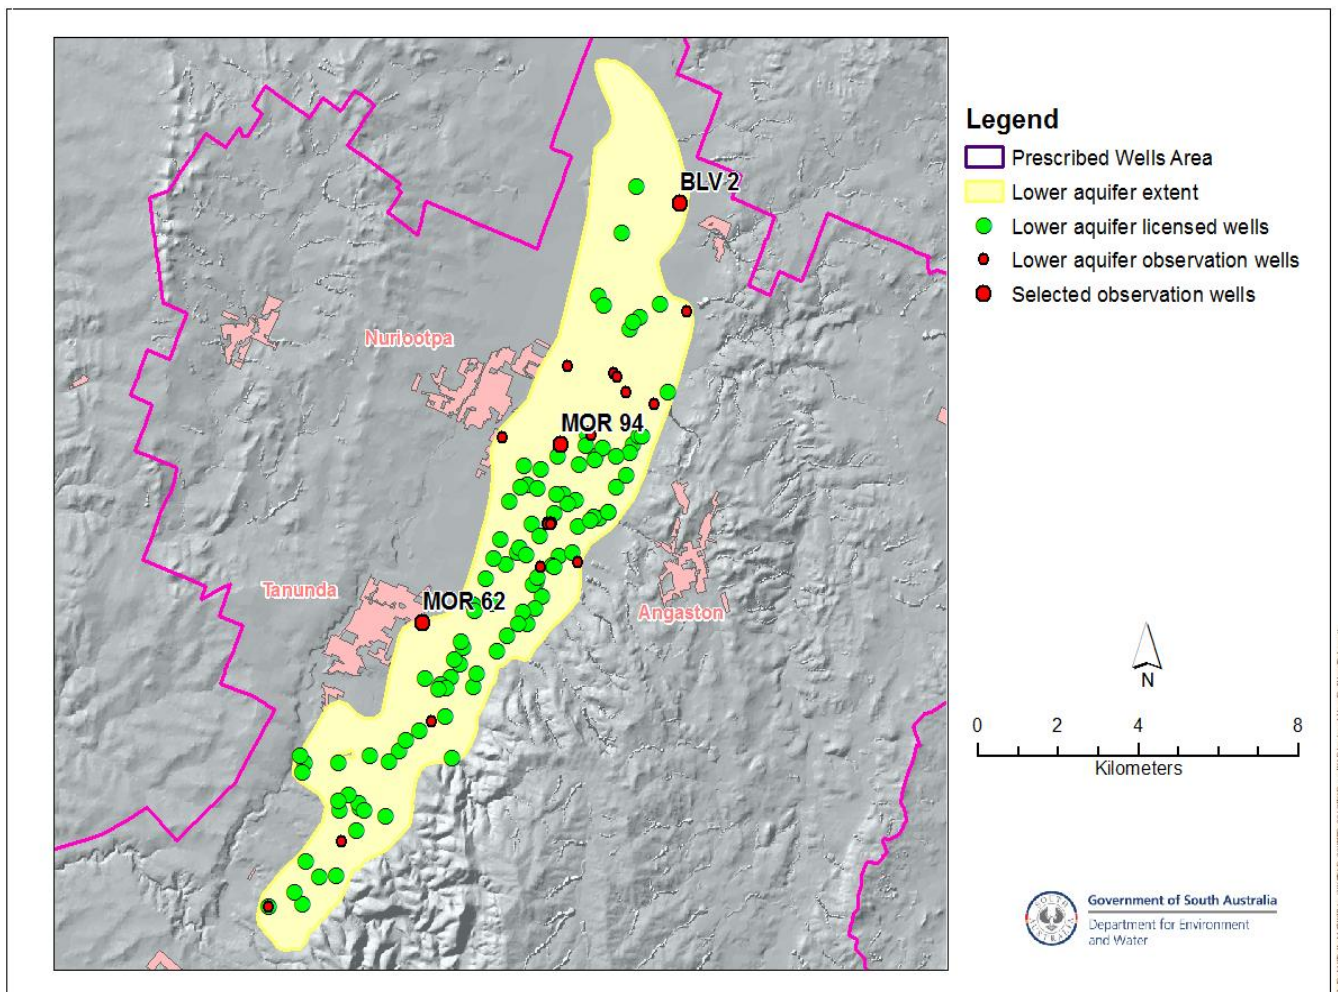 BLV 2
Nuriootpa
MOR 94
Tanunda
MOR 62
Angaston
Legend
Prescribed Wells Area
Lower aquifer extent
Lower aquifer licensed wells
Lower aquifer observation wells
Selected observation wells
N
0 2 4 8
Kilometers
SOUTH
AUSTRALIA
Government of South Australia
Department for Environment
and Water